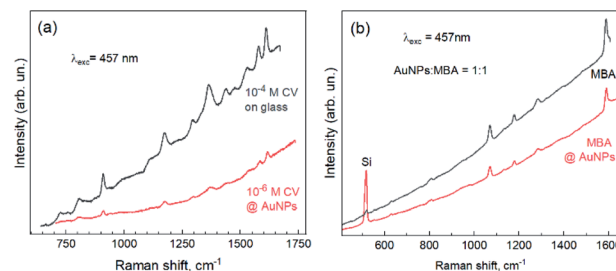 (a)
λexc= 457 nm
10⁻⁴ M CV
on glass
10⁻⁶ M CV
@ AuNPs
Intensity (arb. un.)
750 1000 1250 1500 1750
Raman shift, cm⁻¹
(b)
λexc = 457nm
AuNPs:MBA = 1:1
MBA
Si
MBA
@ AuNPs
Intensity (arb. un.)
600 800 1000 1200 1400 1600
Raman shift, cm⁻¹